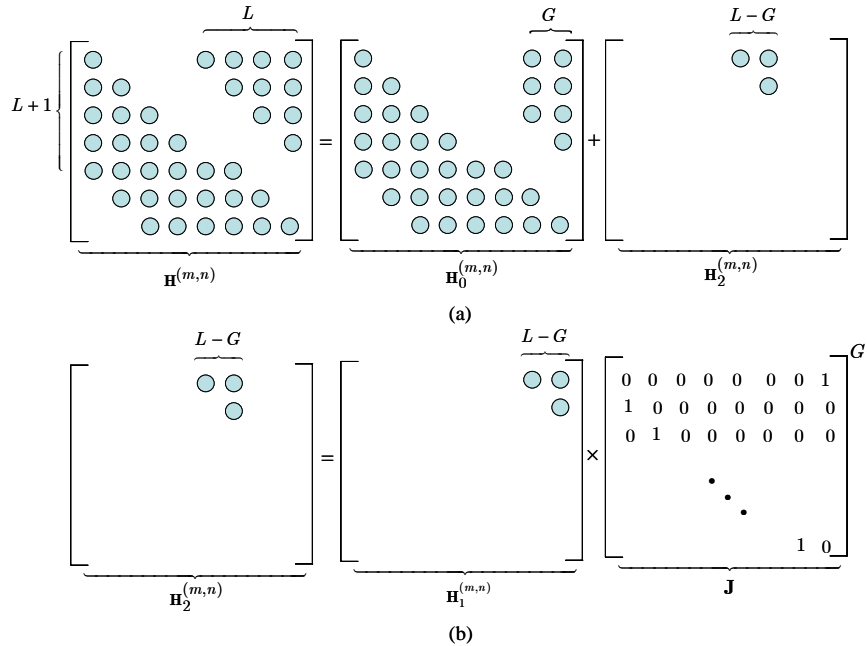 L G L − G
L + 1 = +
H^(m,n) H_0^(m,n) H_2^(m,n)
(a)
L − G L − G
G
0 0 0 0 0 0 0 1
1 0 0 0 0 0 0 0
0 1 0 0 0 0 0 0
= ×
1 0
H_2^(m,n) H_1^(m,n) J
(b)